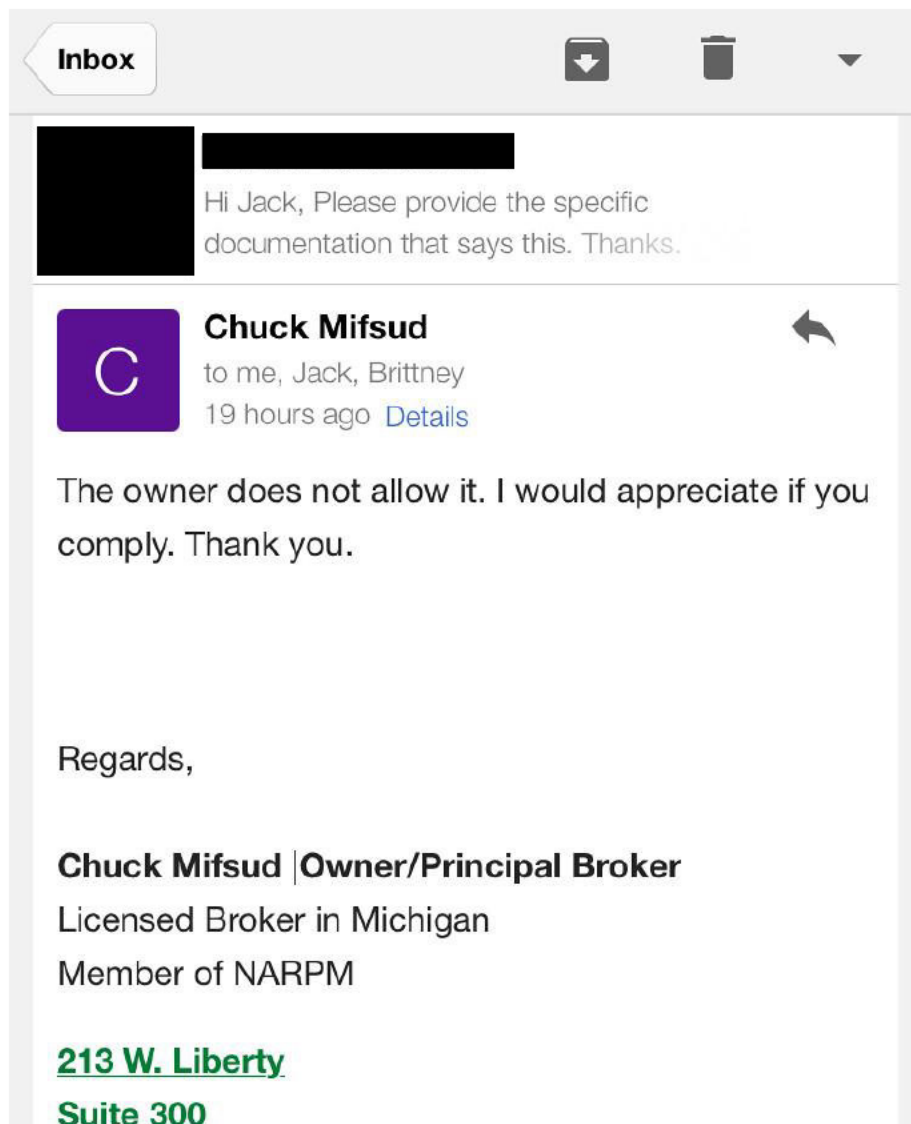 Inbox
Hi Jack, Please provide the specific
documentation that says this. Thanks.
C
Chuck Mifsud
to me, Jack, Brittney
19 hours ago Details
The owner does not allow it. I would appreciate if you
comply. Thank you.
Regards,
Chuck Mifsud |Owner/Principal Broker
Licensed Broker in Michigan
Member of NARPM
213 W. Liberty
Suite 300